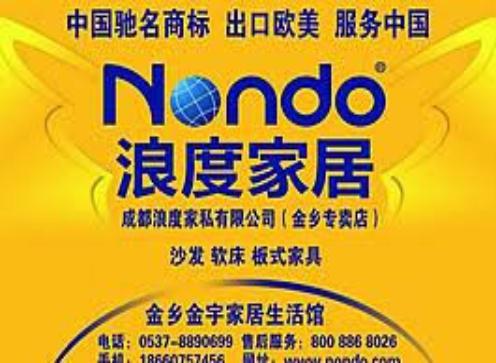 中国驰名商标 出口欧美 服务中国
Nondo®
浪度家居
成都浪度家私有限公司（金乡专卖店）
沙发 软床 板式家具
金乡金宇家居生活馆
电话：0537-8890699 售后服务：800 886 8026
手机：18660757456 网址：www.nondo.com